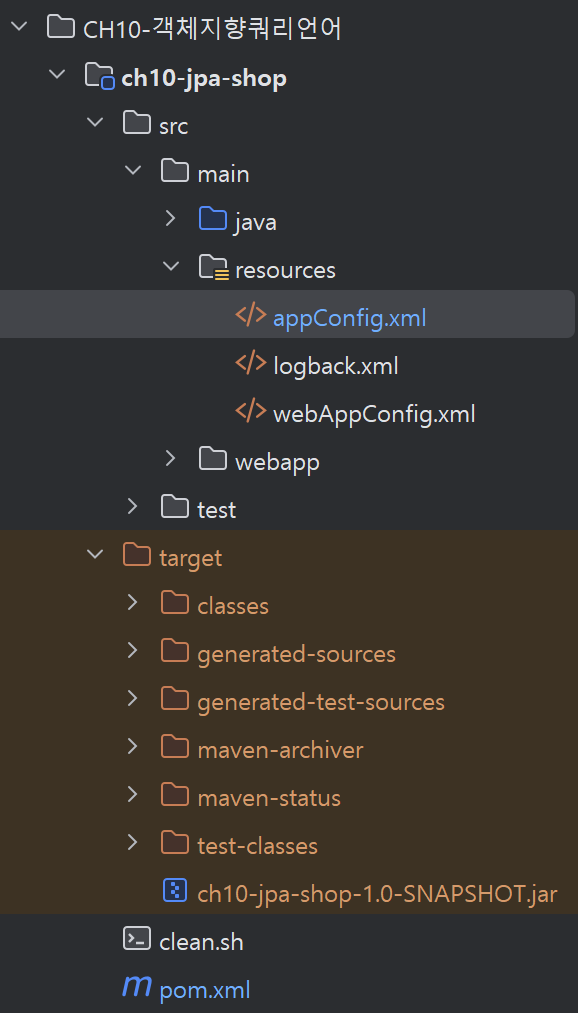 CH10-객체지향쿼리언어
ch10-jpa-shop
src
main
java
resources
appConfig.xml
logback.xml
webAppConfig.xml
webapp
test
target
classes
generated-sources
generated-test-sources
maven-archiver
maven-status
test-classes
ch10-jpa-shop-1.0-SNAPSHOT.jar
clean.sh
pom.xml